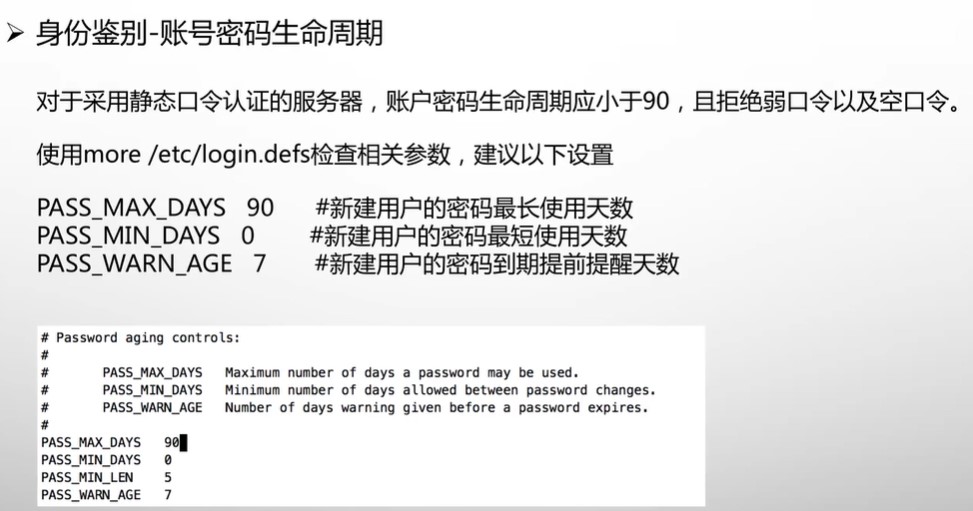 ➢ 身份鉴别-账号密码生命周期
对于采用静态口令认证的服务器，账户密码生命周期应小于90，且拒绝弱口令以及空口令。
使用more /etc/login.defs检查相关参数，建议以下设置
PASS_MAX_DAYS 90 #新建用户的密码最长使用天数
PASS_MIN_DAYS 0 #新建用户的密码最短使用天数
PASS_WARN_AGE 7 #新建用户的密码到期提前提醒天数
# Password aging controls:
#
# PASS_MAX_DAYS Maximum number of days a password may be used.
# PASS_MIN_DAYS Minimum number of days allowed between password changes.
# PASS_WARN_AGE Number of days warning given before a password expires.
#
PASS_MAX_DAYS 90
PASS_MIN_DAYS 0
PASS_MIN_LEN 5
PASS_WARN_AGE 7